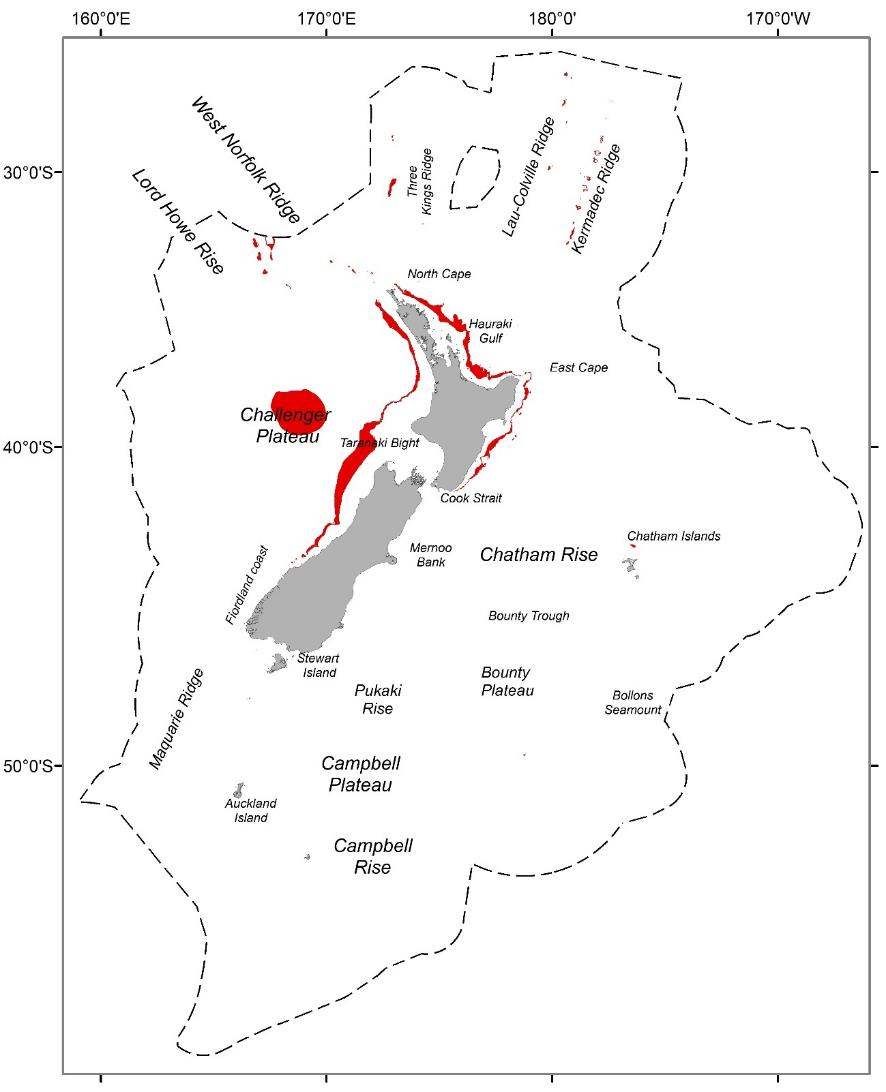 160°0'E
170°0'E
180°0'
170°0'W
30°0'S
40°0'S
50°0'S
West Norfolk Ridge
Lord Howe Rise
Three
Kings Ridge
Lau-Colville Ridge
Kermadec Ridge
North Cape
Hauraki
Gulf
East Cape
Challenger
Plateau
Taranaki Bight
Cook Strait
Mernoo
Bank
Chatham Rise
Chatham Islands
Fiordland coast
Bounty Trough
Stewart
Island
Pukaki
Rise
Bounty
Plateau
Bollons
Seamount
Maquarie Ridge
Campbell
Plateau
Auckland
Island
Campbell
Rise